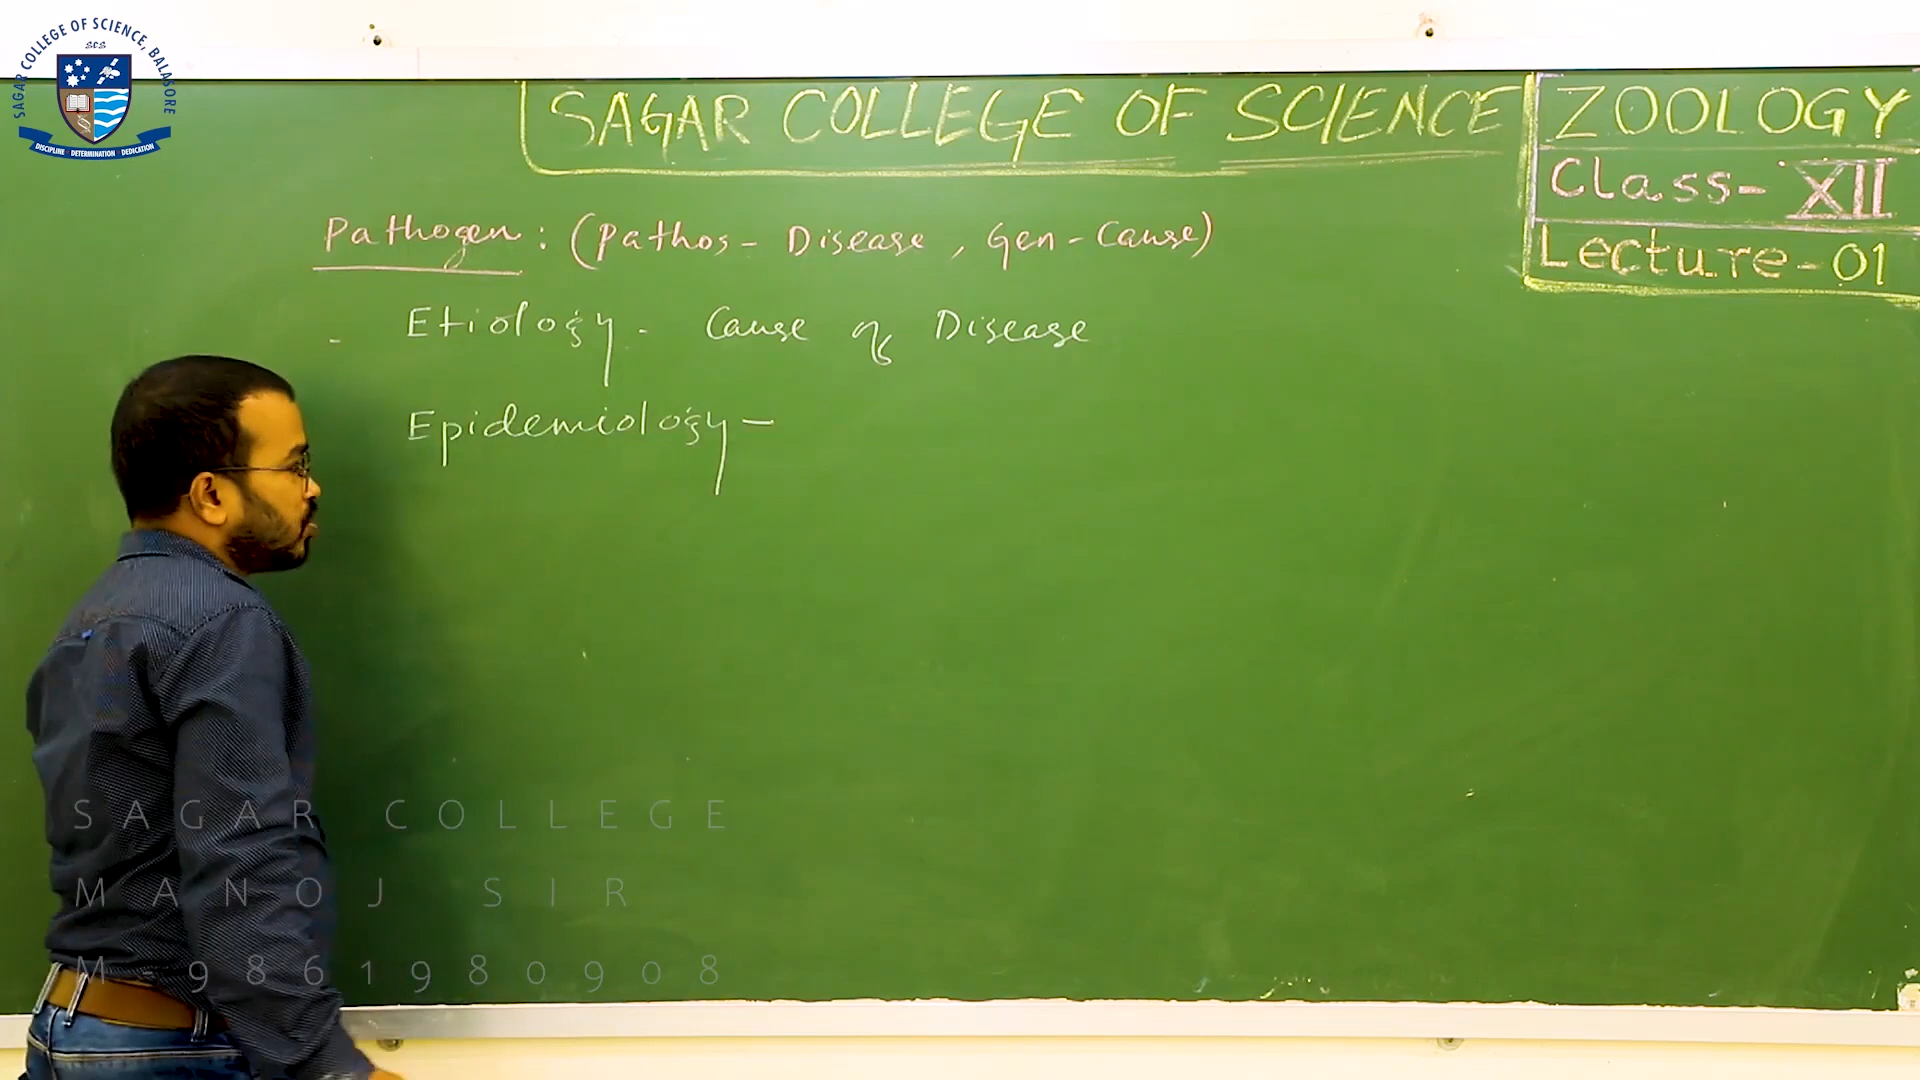 SAGAR COLLEGE OF SCIENCE, BALASORE
SCS
DISCIPLINE DETERMINATION DEDICATION
SAGAR COLLEGE OF SCIENCE
ZOOLOGY
Class- XII
Lecture-01
Pathogen: (Pathos- Disease, Gen-Cause)
- Etiology- Cause of Disease
Epidemiology-
SAGAR COLLEGE
MANOJ SIR
M-9861980908